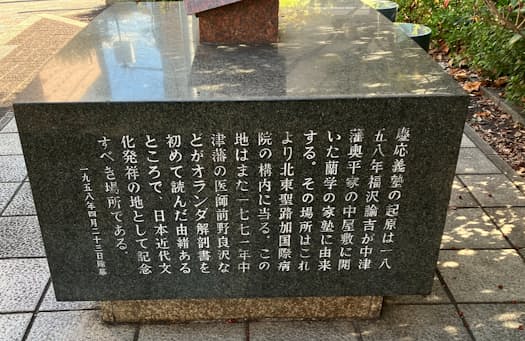 慶応義塾の起原は一八
五八年福沢諭吉が中津
藩奥平家の中屋敷に開
いた蘭学の家塾に由来
する。その場所はこれ
より北東聖路加国際病
院の構内に当る。この
地はまた一七七一年中
津藩の医師前野良沢な
どがオランダ解剖書を
初めて読んだ由緒ある
ところで、日本近代文
化発祥の地として記念
すべき場所である。
一九五八年四月二十三日除幕